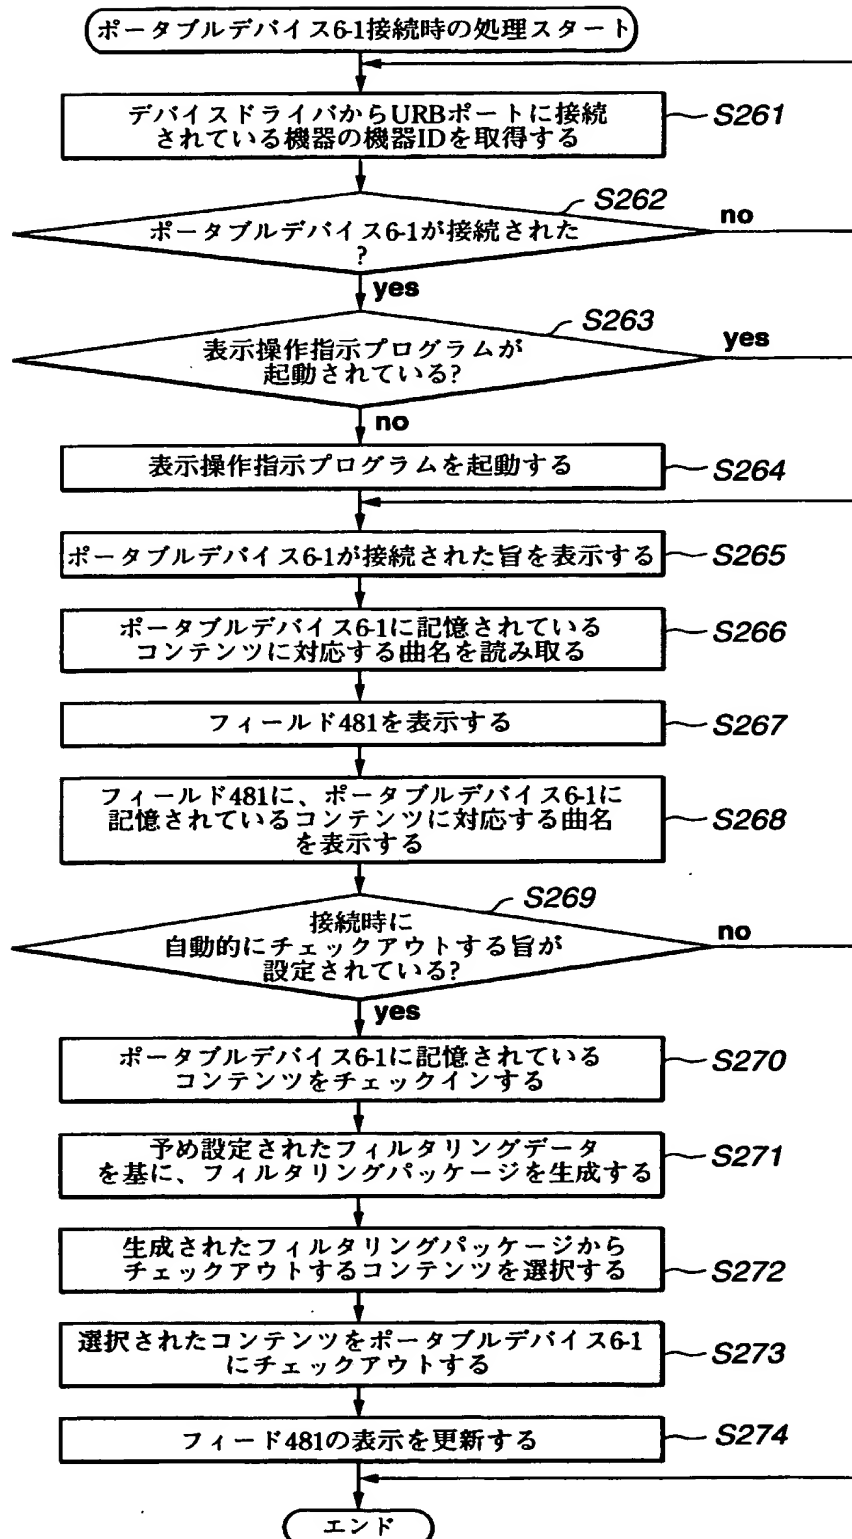 ポータブルデバイス6-1接続時の処理スタート
デバイスドライバからURBポートに接続
されている機器の機器IDを取得する
S261
S262
ポータブルデバイス6-1が接続された
?
no
yes
S263
表示操作指示プログラムが
起動されている?
yes
no
表示操作指示プログラムを起動する
S264
ポータブルデバイス6-1が接続された旨を表示する
S265
ポータブルデバイス6-1に記憶されている
コンテンツに対応する曲名を読み取る
S266
フィールド481を表示する
S267
フィールド481に、ポータブルデバイス6-1に
記憶されているコンテンツに対応する曲名
を表示する
S268
S269
接続時に
自動的にチェックアウトする旨が
設定されている?
no
yes
ポータブルデバイス6-1に記憶されている
コンテンツをチェックインする
S270
予め設定されたフィルタリングデータ
を基に、フィルタリングパッケージを生成する
S271
生成されたフィルタリングパッケージから
チェックアウトするコンテンツを選択する
S272
選択されたコンテンツをポータブルデバイス6-1
にチェックアウトする
S273
フィード481の表示を更新する
S274
エンド